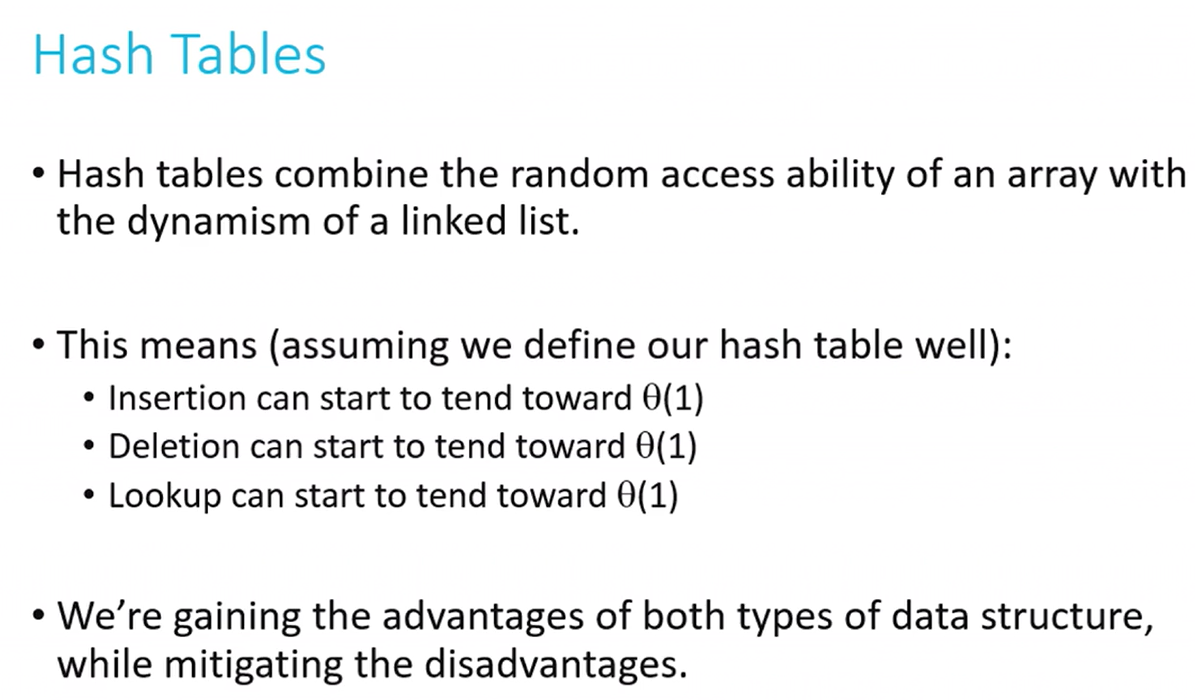 Hash Tables
• Hash tables combine the random access ability of an array with
the dynamism of a linked list.
• This means (assuming we define our hash table well):
• Insertion can start to tend toward θ(1)
• Deletion can start to tend toward θ(1)
• Lookup can start to tend toward θ(1)
• We’re gaining the advantages of both types of data structure,
while mitigating the disadvantages.